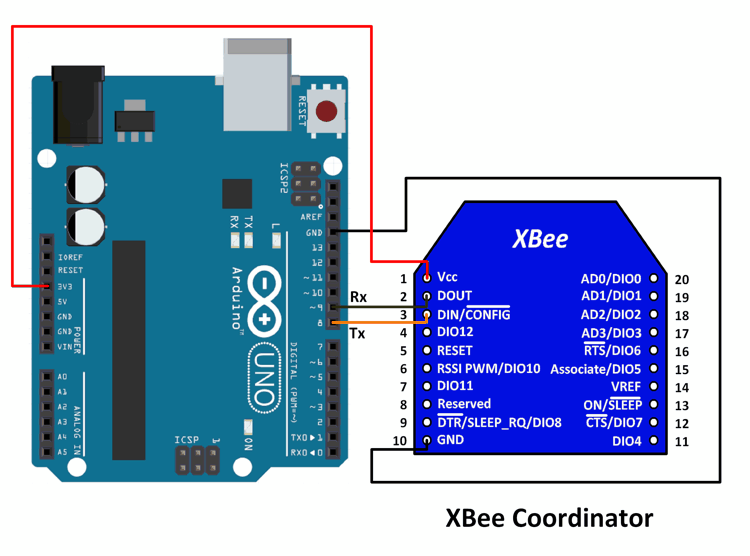 RESET
ICSP2
AREF
GND
13
12
~11
~10
~9
8
7
~6
~5
4
~3
2
TX0►1
RX0◄0
RX
TX
L
Arduino™
UNO
DIGITAL (PWM=~)
ON
ICSP
1
IOREF
RESET
3V3
5V
GND
GND
VIN
POWER
A0
A1
A2
A3
A4
A5
ANALOG IN
Rx
Tx
XBee
1 Vcc
2 DOUT
3 DIN/CONFIG
4 DIO12
5 RESET
6 RSSI PWM/DIO10
7 DIO11
8 Reserved
9 DTR/SLEEP_RQ/DIO8
10 GND
AD0/DIO0 20
AD1/DIO1 19
AD2/DIO2 18
AD3/DIO3 17
RTS/DIO6 16
Associate/DIO5 15
VREF 14
ON/SLEEP 13
CTS/DIO7 12
DIO4 11
XBee Coordinator